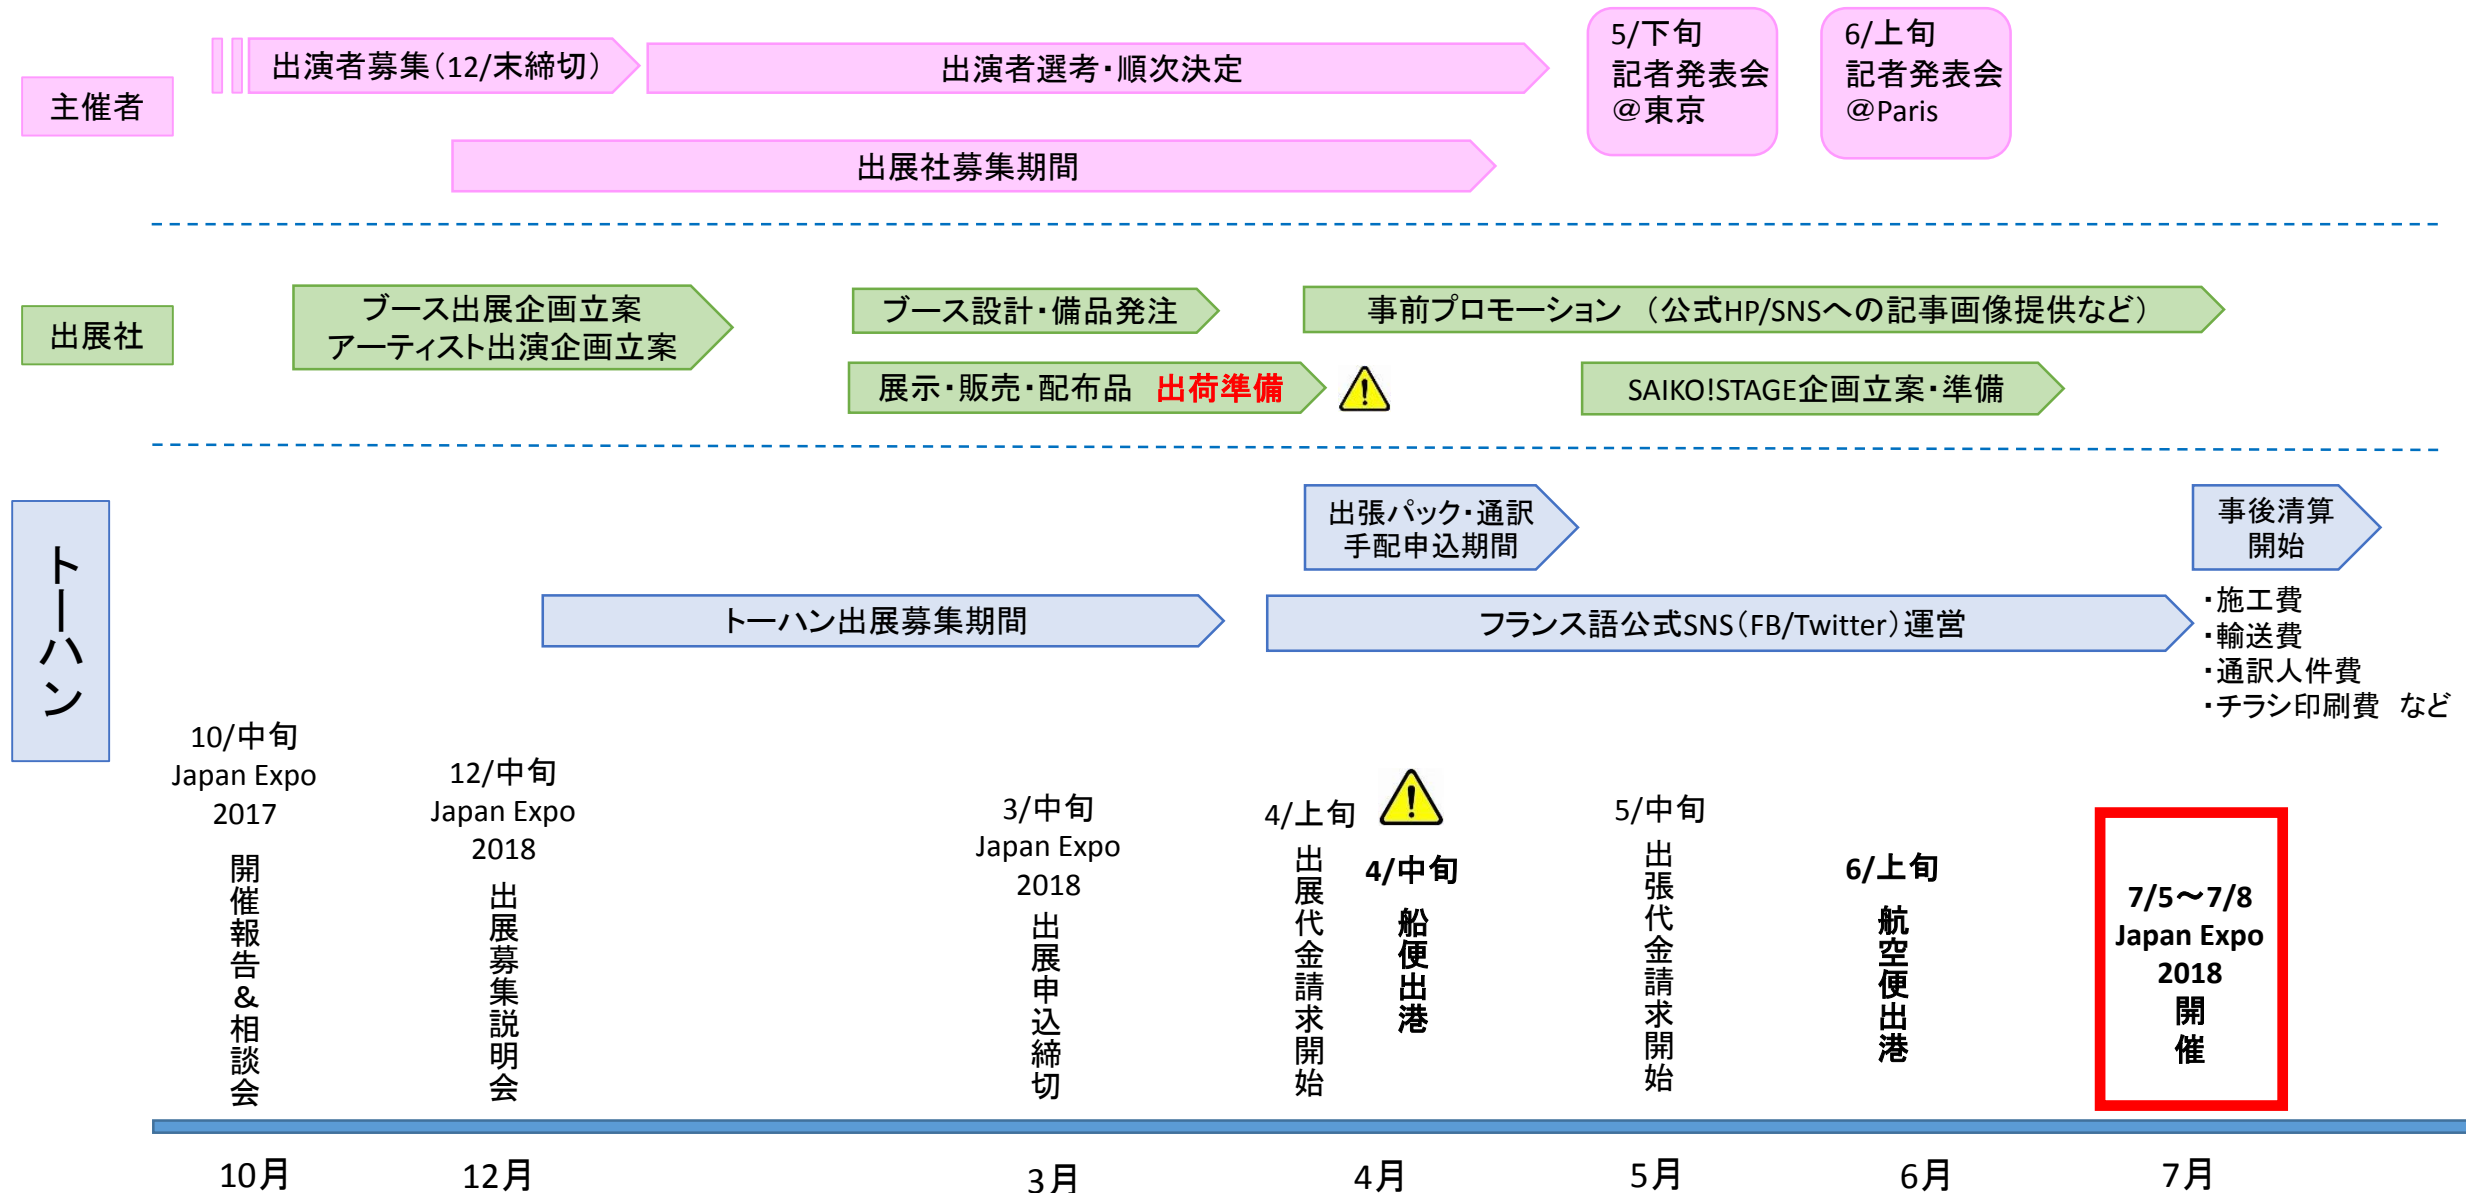 主催者
出演者募集（12/末締切）
出演者選考・順次決定
5/下旬
記者発表会
＠東京
6/上旬
記者発表会
＠Paris
出展社募集期間
出展社
ブース出展企画立案
アーティスト出演企画立案
ブース設計・備品発注
事前プロモーション　（公式HP/SNSへの記事画像提供など）
展示・販売・配布品　出荷準備
SAIKO!STAGE企画立案・準備
トーハン
出張パック・通訳
手配申込期間
事後清算
開始
トーハン出展募集期間
フランス語公式SNS（FB/Twitter）運営
・施工費
・輸送費
・通訳人件費
・チラシ印刷費　など
10/中旬
Japan Expo
2017
開催報告＆相談会
12/中旬
Japan Expo
2018
出展募集説明会
3/中旬
Japan Expo
2018
出展申込締切
4/上旬
出展代金請求開始
4/中旬
船便出港
5/中旬
出張代金請求開始
6/上旬
航空便出港
7/5～7/8
Japan Expo
2018
開催
10月
12月
3月
4月
5月
6月
7月